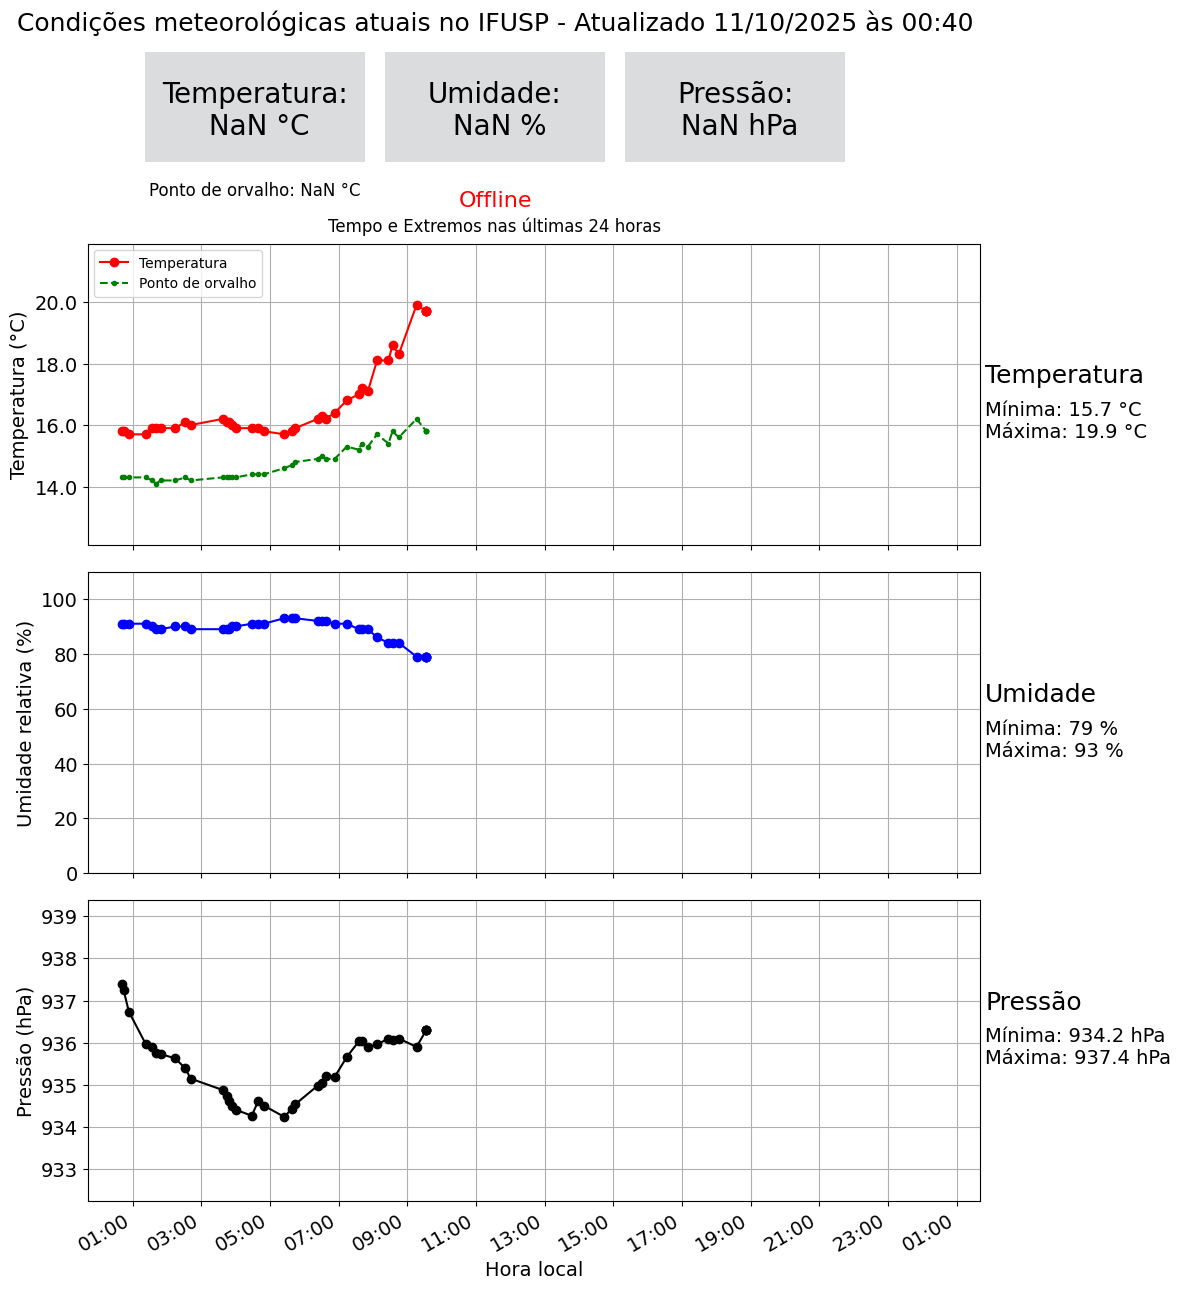 Condições meteorológicas atuais no IFUSP - Atualizado 11/10/2025 às 00:40
Temperatura:
NaN °C
Umidade:
NaN %
Pressão:
NaN hPa
Ponto de orvalho: NaN °C
Offline
Tempo e Extremos nas últimas 24 horas
Temperatura
Ponto de orvalho
Temperatura (°C)
20.0
18.0
16.0
14.0
Temperatura
Mínima: 15.7 °C
Máxima: 19.9 °C
Umidade relativa (%)
100
80
60
40
20
0
Umidade
Mínima: 79 %
Máxima: 93 %
Pressão (hPa)
939
938
937
936
935
934
933
Pressão
Mínima: 934.2 hPa
Máxima: 937.4 hPa
01:00 03:00 05:00 07:00 09:00 11:00 13:00 15:00 17:00 19:00 21:00 23:00 01:00
Hora local